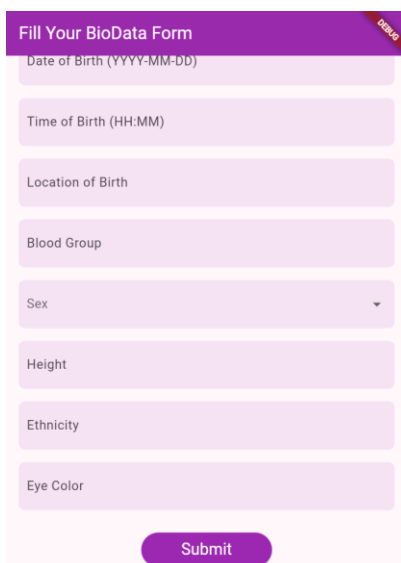 Fill Your BioData Form
DEBUG
Date of Birth (YYYY-MM-DD)
Time of Birth (HH:MM)
Location of Birth
Blood Group
Sex
Height
Ethnicity
Eye Color
Submit